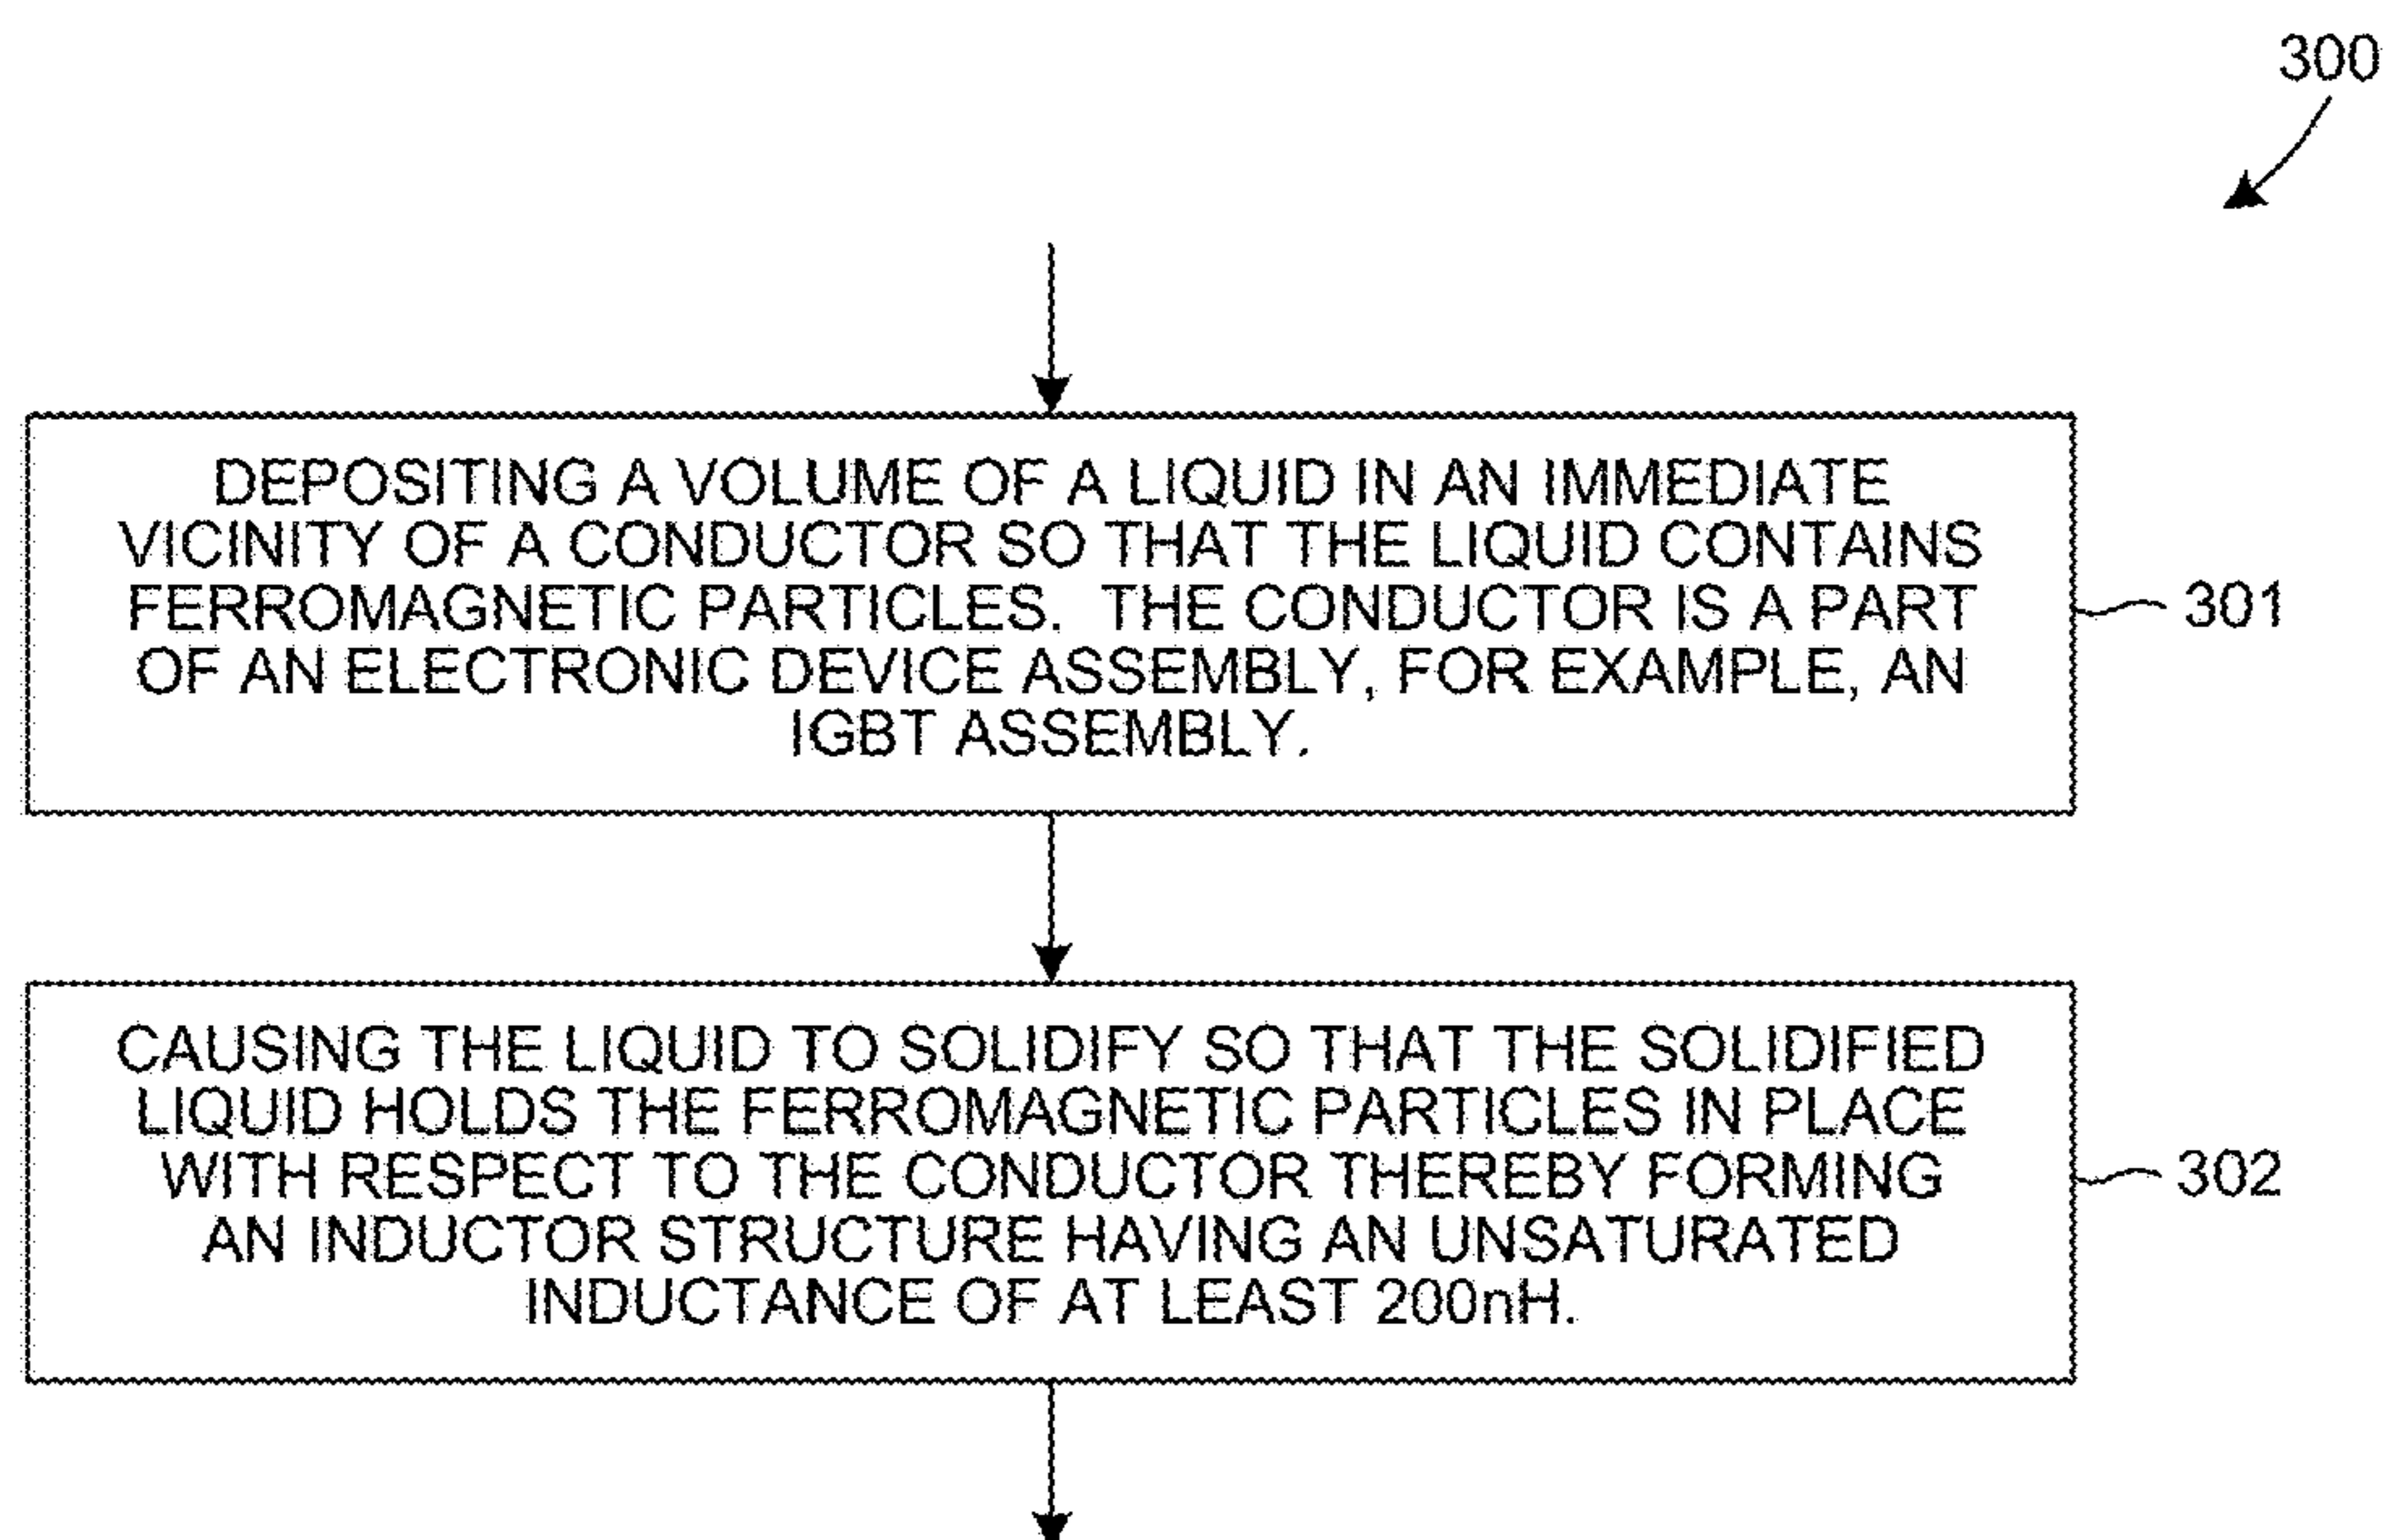 300
DEPOSITING A VOLUME OF A LIQUID IN AN IMMEDIATE
VICINITY OF A CONDUCTOR SO THAT THE LIQUID CONTAINS
FERROMAGNETIC PARTICLES. THE CONDUCTOR IS A PART
OF AN ELECTRONIC DEVICE ASSEMBLY, FOR EXAMPLE, AN
IGBT ASSEMBLY.
301
CAUSING THE LIQUID TO SOLIDIFY SO THAT THE SOLIDIFIED
LIQUID HOLDS THE FERROMAGNETIC PARTICLES IN PLACE
WITH RESPECT TO THE CONDUCTOR THEREBY FORMING
AN INDUCTOR STRUCTURE HAVING AN UNSATURATED
INDUCTANCE OF AT LEAST 200nH.
302